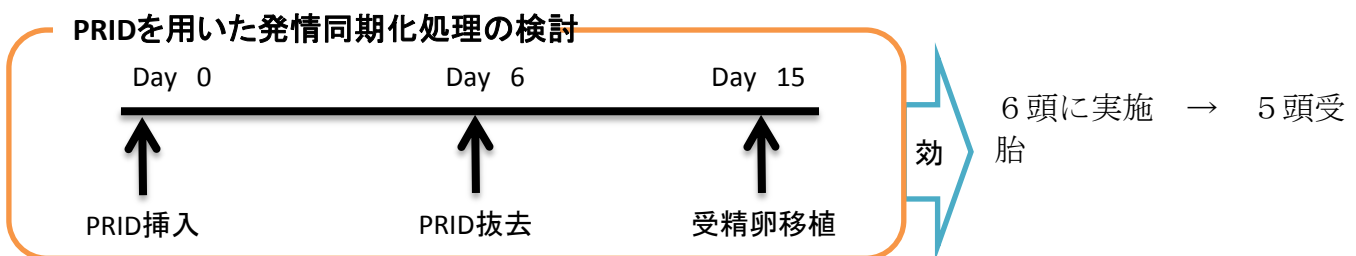 PRIDを用いた発情同期化処理の検討
Day 0 Day 6 Day 15
PRID挿入 PRID抜去 受精卵移植
効
６頭に実施 → ５頭受
胎